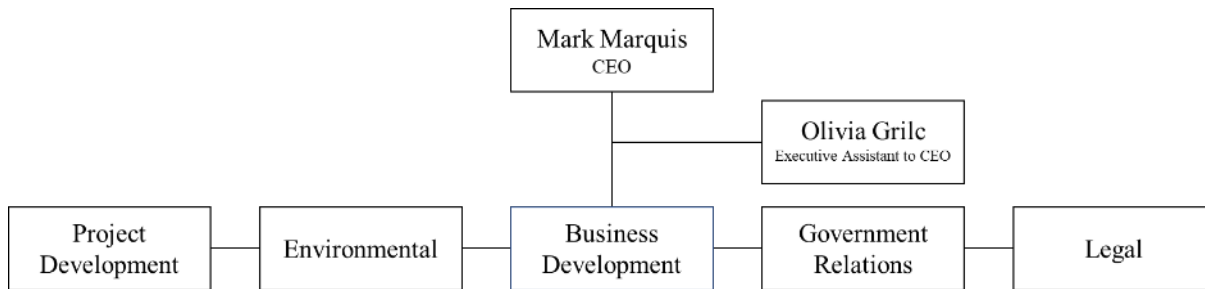 Mark Marquis
CEO
Olivia Grilc
Executive Assistant to CEO
Project
Development
Environmental
Business
Development
Government
Relations
Legal